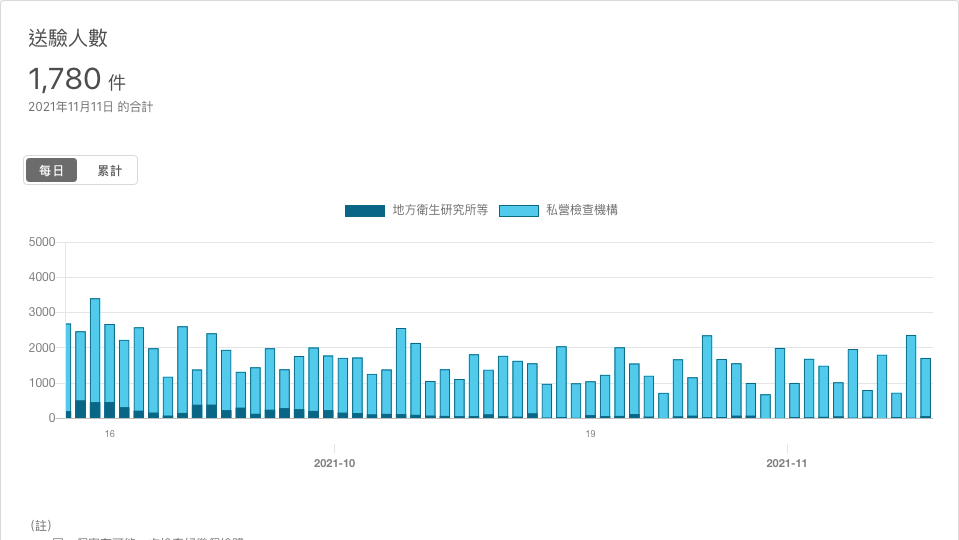 送驗人數
1,780 件
2021年11月11日 的合計
每日 累計
地方衛生研究所等 私營檢查機構
5000
4000
3000
2000
1000
0
16 19
2021-10 2021-11
(註)